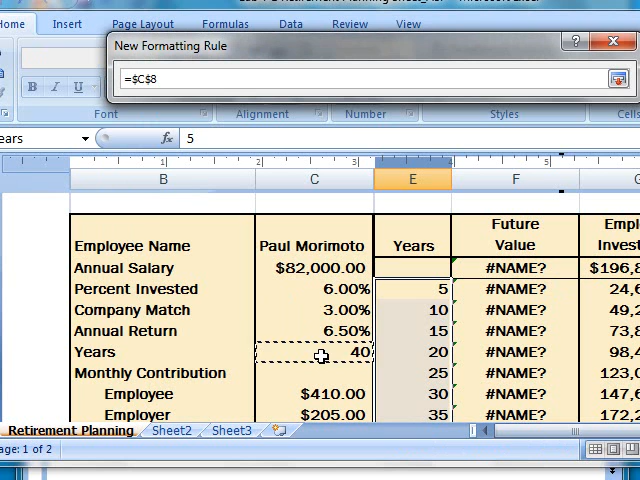 Home Insert Page Layout Formulas Data Review View
New Formatting Rule
=$C$8
B I U
Font Alignment Number Styles Cells
ears fx 5
1 2 3
B C E F G
Future
Employee Name Paul Morimoto Years Value Invest
Annual Salary $82,000.00 #NAME? $196,8
Percent Invested 6.00% 5 #NAME? 24,6
Company Match 3.00% 10 #NAME? 49,2
Annual Return 6.50% 15 #NAME? 73,8
Years 40 20 #NAME? 98,4
Monthly Contribution 25 #NAME? 123,0
Employee $410.00 30 #NAME? 147,6
Employer $205.00 35 #NAME? 172,2
Retirement Planning Sheet2 Sheet3
age: 1 of 2